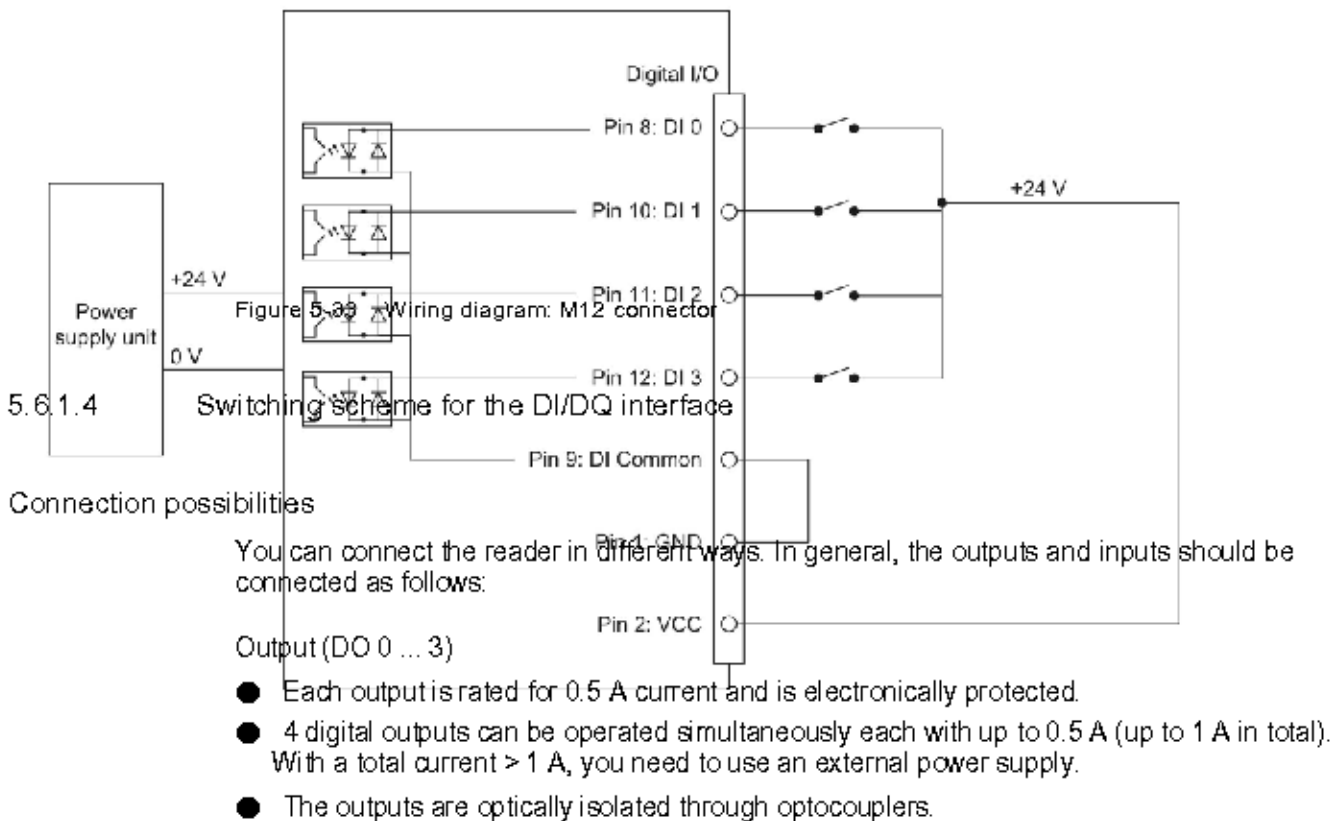 Digital I/O
Pin 8: DI 0
+24 V
Pin 10: DI 1
+24 V
Pin 11: DI 2
Figure 5-33 Wiring diagram: M12 connector
Power
supply unit
0 V
Pin 12: DI 3
5.6.1.4 Switching scheme for the DI/DQ interface
Pin 9: DI Common
Connection possibilities
Pin 1: GND
You can connect the reader in different ways. In general, the outputs and inputs should be
connected as follows:
Pin 2: VCC
Output (DO 0 ... 3)
● Each output is rated for 0.5 A current and is electronically protected.
● 4 digital outputs can be operated simultaneously each with up to 0.5 A (up to 1 A in total).
With a total current > 1 A, you need to use an external power supply.
● The outputs are optically isolated through optocouplers.